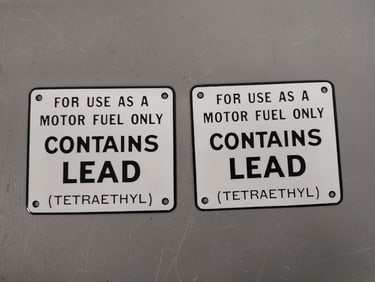 FOR USE AS A
MOTOR FUEL ONLY
CONTAINS
LEAD
(TETRAETHYL)
FOR USE AS A
MOTOR FUEL ONLY
CONTAINS
LEAD
(TETRAETHYL)